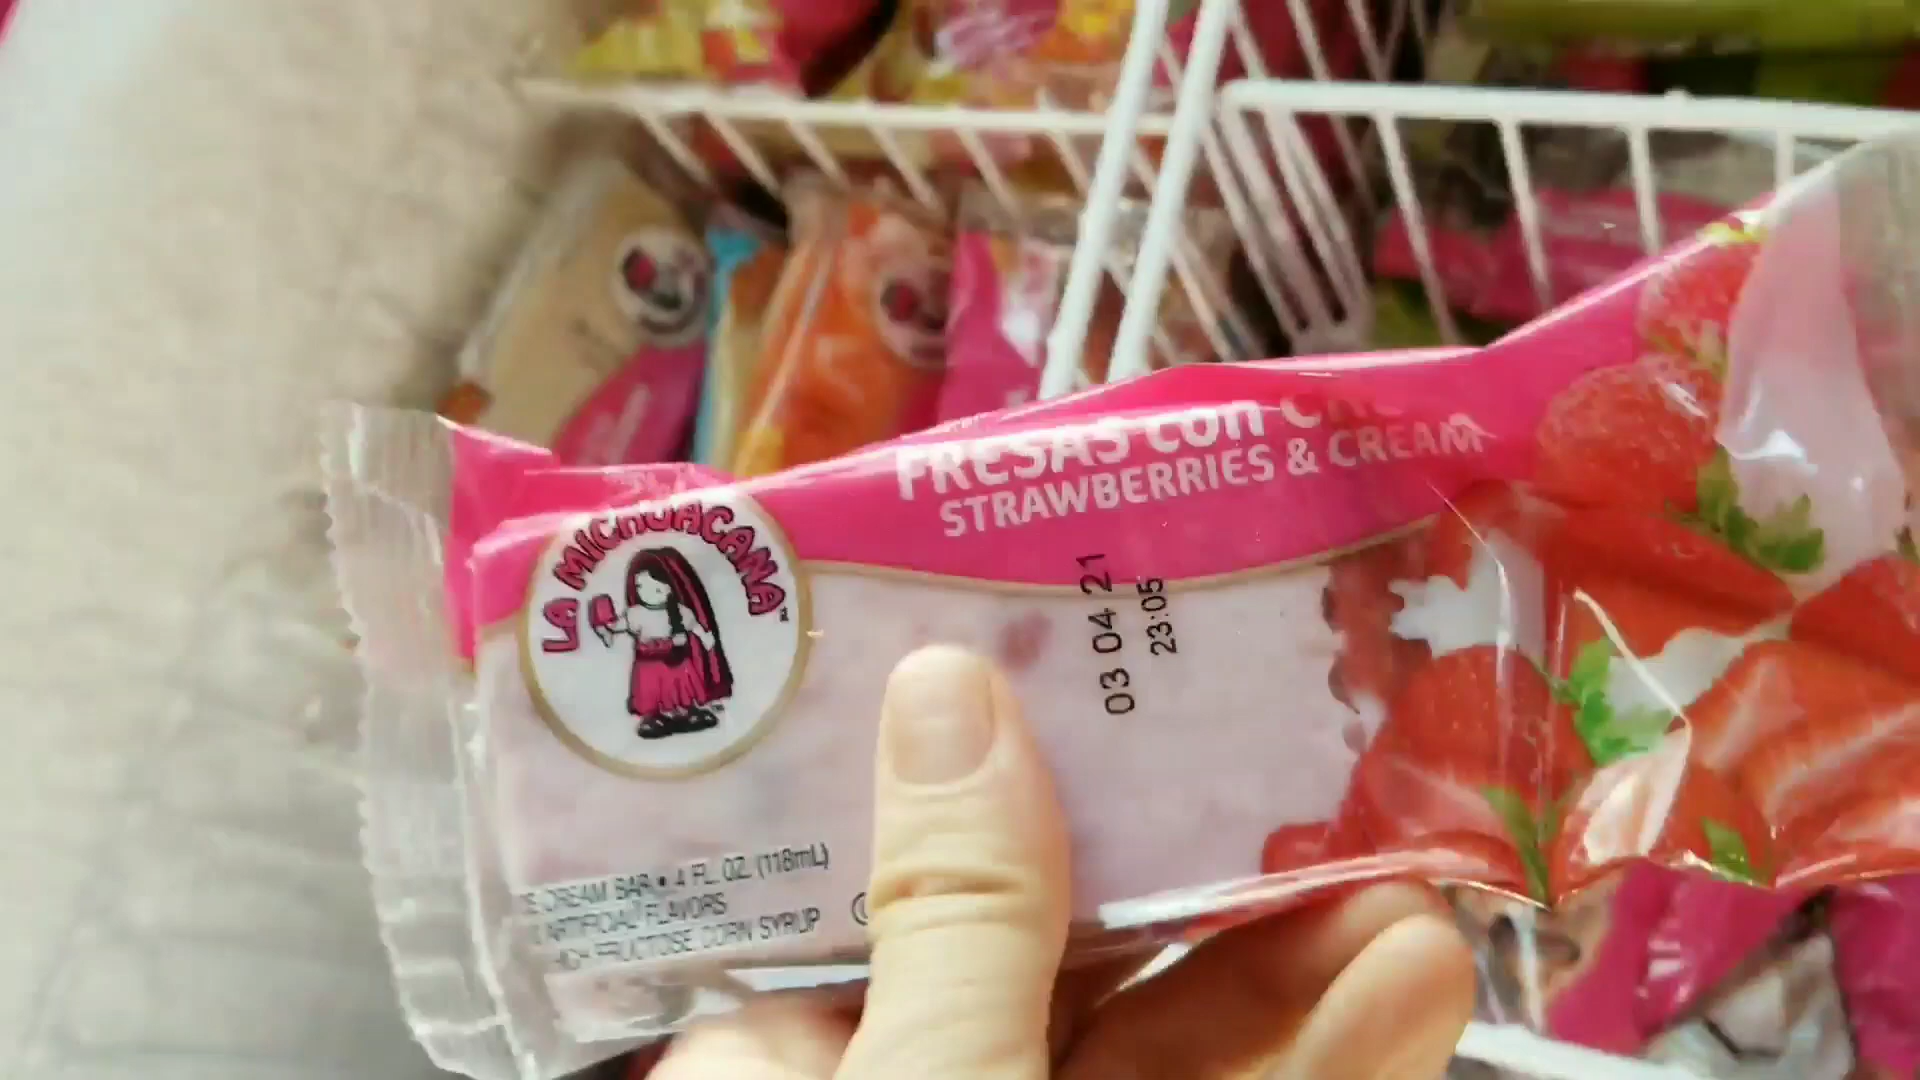 FRESAS con
STRAWBERRIES & CREAM
LA MICHOACANA
03 04 21
23:05
CREAM BAR • 4 FL. OZ. (118mL)
ARTIFICIAL FLAVORS
FRUCTOSE CORN SYRUP